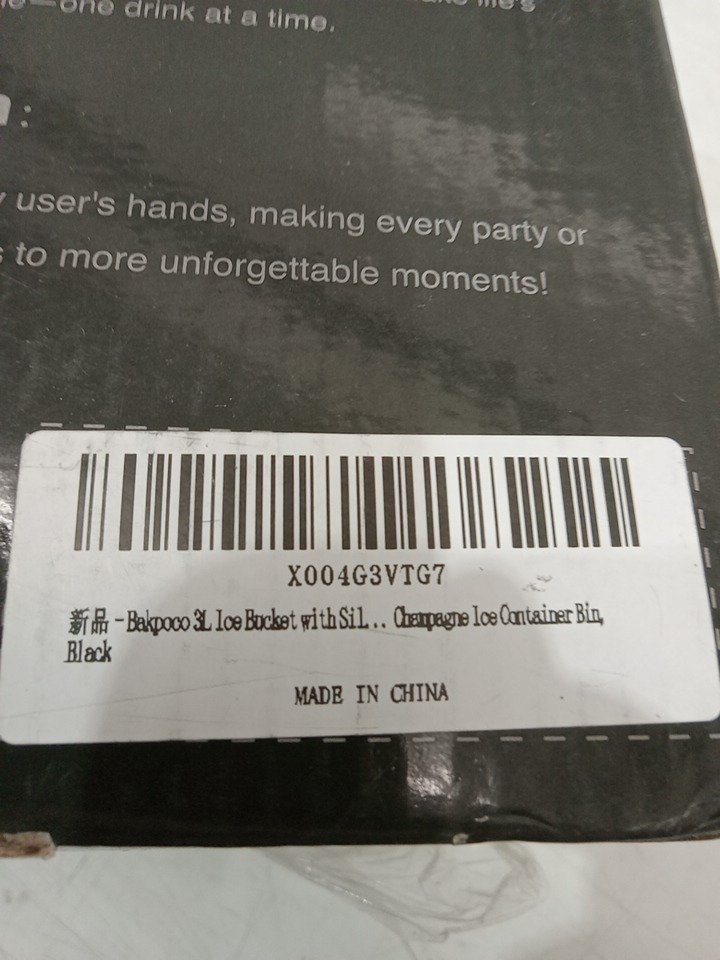 one drink at a time.
:
user's hands, making every party or
to more unforgettable moments!
X004G3VTG7
新品 - Bakpoco 3L Ice Bucket with Sil... Champagne Ice Container Bin,
Black
MADE IN CHINA